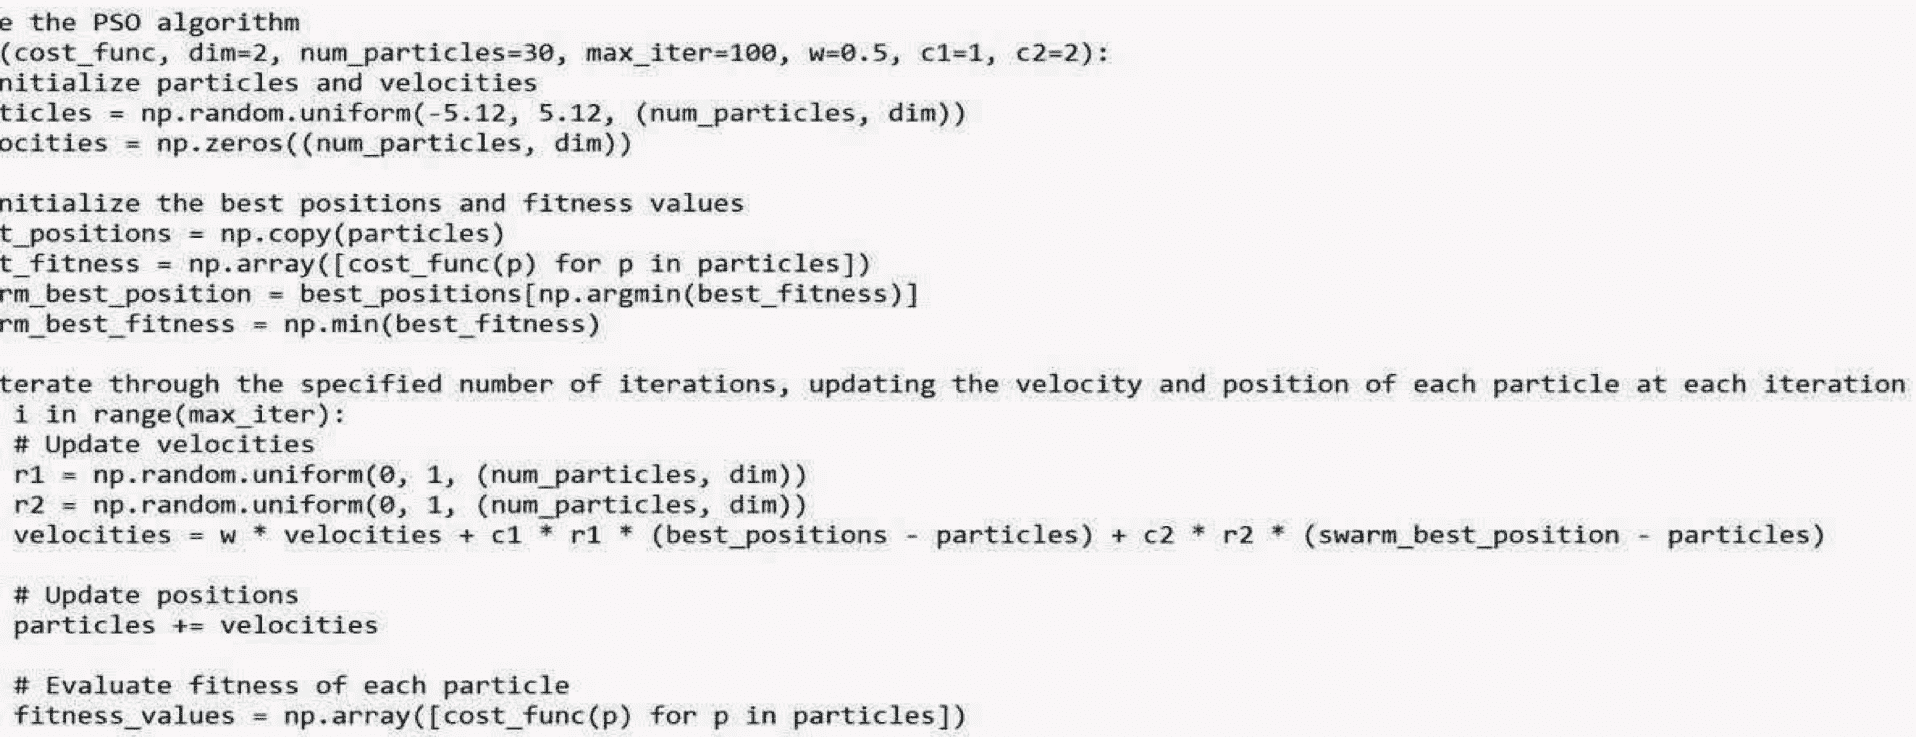 e the PSO algorithm
(cost_func, dim=2, num_particles=30, max_iter=100, w=0.5, c1=1, c2=2):
nitialize particles and velocities
ticles = np.random.uniform(-5.12, 5.12, (num_particles, dim))
ocities = np.zeros((num_particles, dim))
nitialize the best positions and fitness values
t_positions = np.copy(particles)
t_fitness = np.array([cost_func(p) for p in particles])
rm_best_position = best_positions[np.argmin(best_fitness)]
rm_best_fitness = np.min(best_fitness)
terate through the specified number of iterations, updating the velocity and position of each particle at each iteration
i in range(max_iter):
# Update velocities
r1 = np.random.uniform(0, 1, (num_particles, dim))
r2 = np.random.uniform(0, 1, (num_particles, dim))
velocities = w * velocities + c1 * r1 * (best_positions - particles) + c2 * r2 * (swarm_best_position - particles)
# Update positions
particles += velocities
# Evaluate fitness of each particle
fitness_values = np.array([cost_func(p) for p in particles])